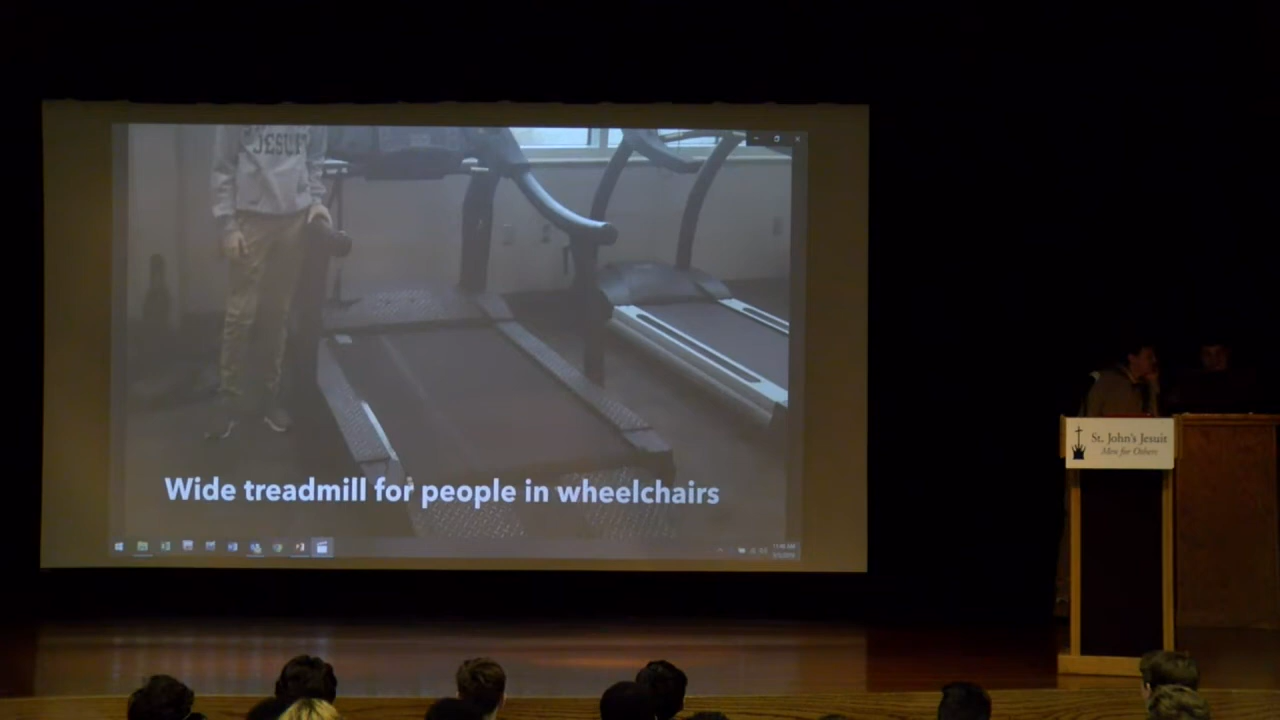 JESUIT
Wide treadmill for people in wheelchairs
St. John's Jesuit
Men for Others